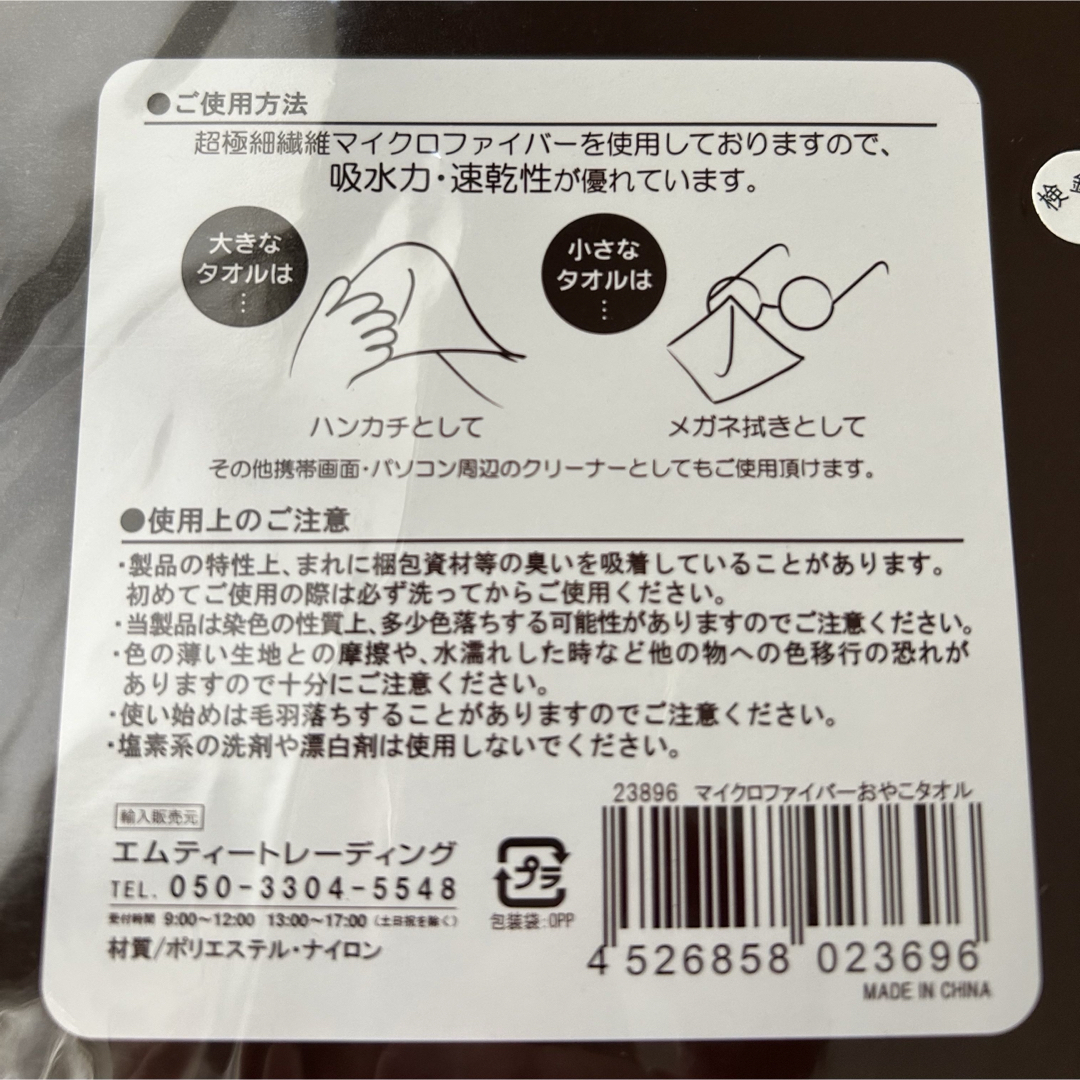 ●ご使用方法
超極細繊維マイクロファイバーを使用しておりますので、
吸水力・速乾性が優れています。
大きな
タオルは
…
小さな
タオルは
…
ハンカチとして
メガネ拭きとして
その他携帯画面・パソコン周辺のクリーナーとしてもご使用頂けます。
●使用上のご注意
・製品の特性上、まれに梱包資材等の臭いを吸着していることがあります。
初めてご使用の際は必ず洗ってからご使用ください。
・当製品は染色の性質上、多少色落ちする可能性がありますのでご注意ください。
・色の薄い生地との摩擦や、水濡れした時など他の物への色移行の恐れが
ありますので十分にご注意ください。
・使い始めは毛羽落ちすることがありますのでご注意ください。
・塩素系の洗剤や漂白剤は使用しないでください。
輸入販売元
エムティートレーディング
TEL. 050-3304-5548
受付時間 9:00〜12:00 13:00〜17:00 (土日祝を除く)
材質/ポリエステル・ナイロン
プラ
包装袋:OPP
23896 マイクロファイバーおやこタオル
4 526858 023696
MADE IN CHINA
検